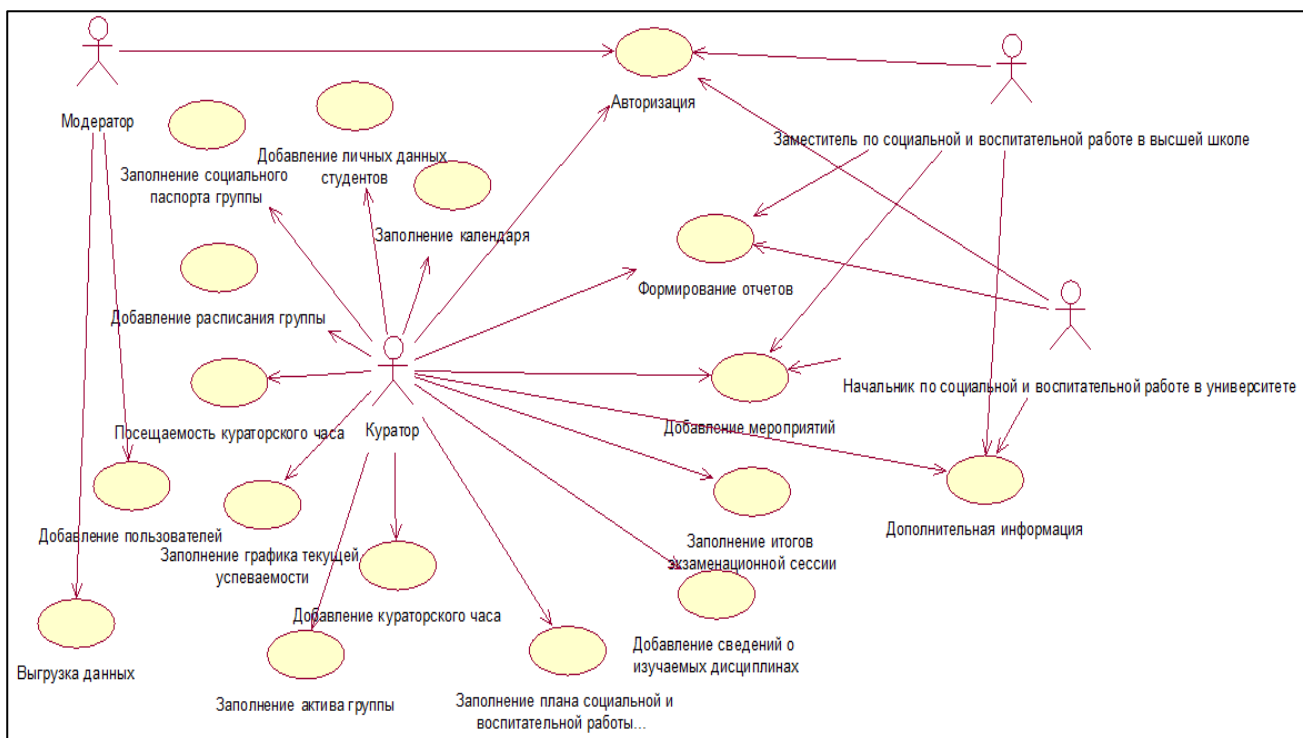 Модератор
Авторизация
Заместитель по социальной и воспитательной работе в высшей школе
Добавление личных данных
студентов
Заполнение социального
паспорта группы
Заполнение календаря
Формирование отчетов
Добавление расписания группы
Начальник по социальной и воспитательной работе в университете
Посещаемость кураторского часа
Куратор
Добавление мероприятий
Добавление пользователей
Заполнение графика текущей
успеваемости
Заполнение итогов
экзаменационной сессии
Дополнительная информация
Добавление кураторского часа
Добавление сведений о
изучаемых дисциплинах
Выгрузка данных
Заполнение актива группы
Заполнение плана социальной и
воспитательной работы...